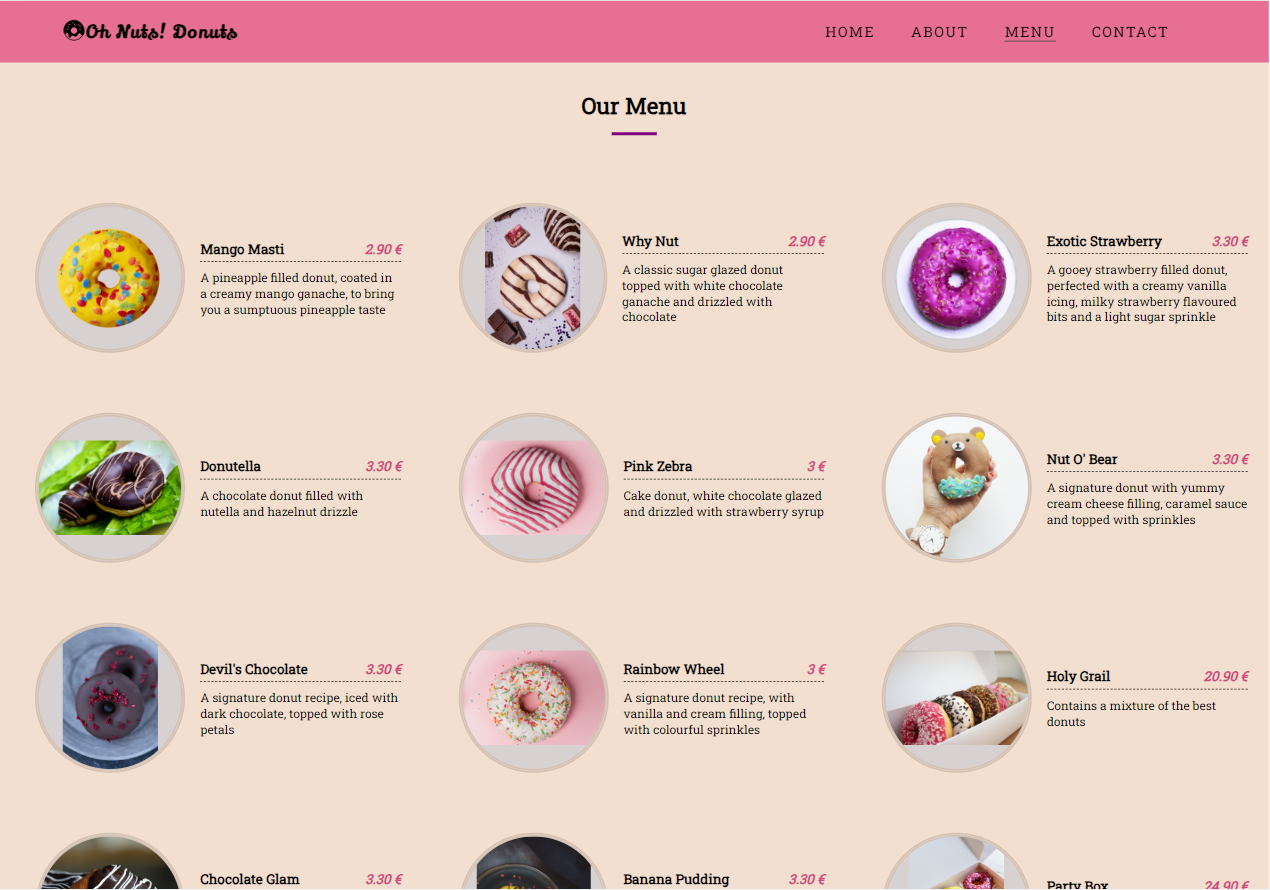 Oh Nuts! Donuts
HOME ABOUT MENU CONTACT
Our Menu
Mango Masti 2.90 €
A pineapple filled donut, coated in
a creamy mango ganache, to bring
you a sumptuous pineapple taste
Why Nut 2.90 €
A classic sugar glazed donut
topped with white chocolate
ganache and drizzled with
chocolate
Exotic Strawberry 3.30 €
A gooey strawberry filled donut,
perfected with a creamy vanilla
icing, milky strawberry flavoured
bits and a light sugar sprinkle
Donutella 3.30 €
A chocolate donut filled with
nutella and hazelnut drizzle
Pink Zebra 3 €
Cake donut, white chocolate glazed
and drizzled with strawberry syrup
Nut O' Bear 3.30 €
A signature donut with yummy
cream cheese filling, caramel sauce
and topped with sprinkles
Devil's Chocolate 3.30 €
A signature donut recipe, iced with
dark chocolate, topped with rose
petals
Rainbow Wheel 3 €
A signature donut recipe, with
vanilla and cream filling, topped
with colourful sprinkles
Holy Grail 20.90 €
Contains a mixture of the best
donuts
Chocolate Glam 3.30 €
Banana Pudding 3.30 €
Party Box 24.90 €